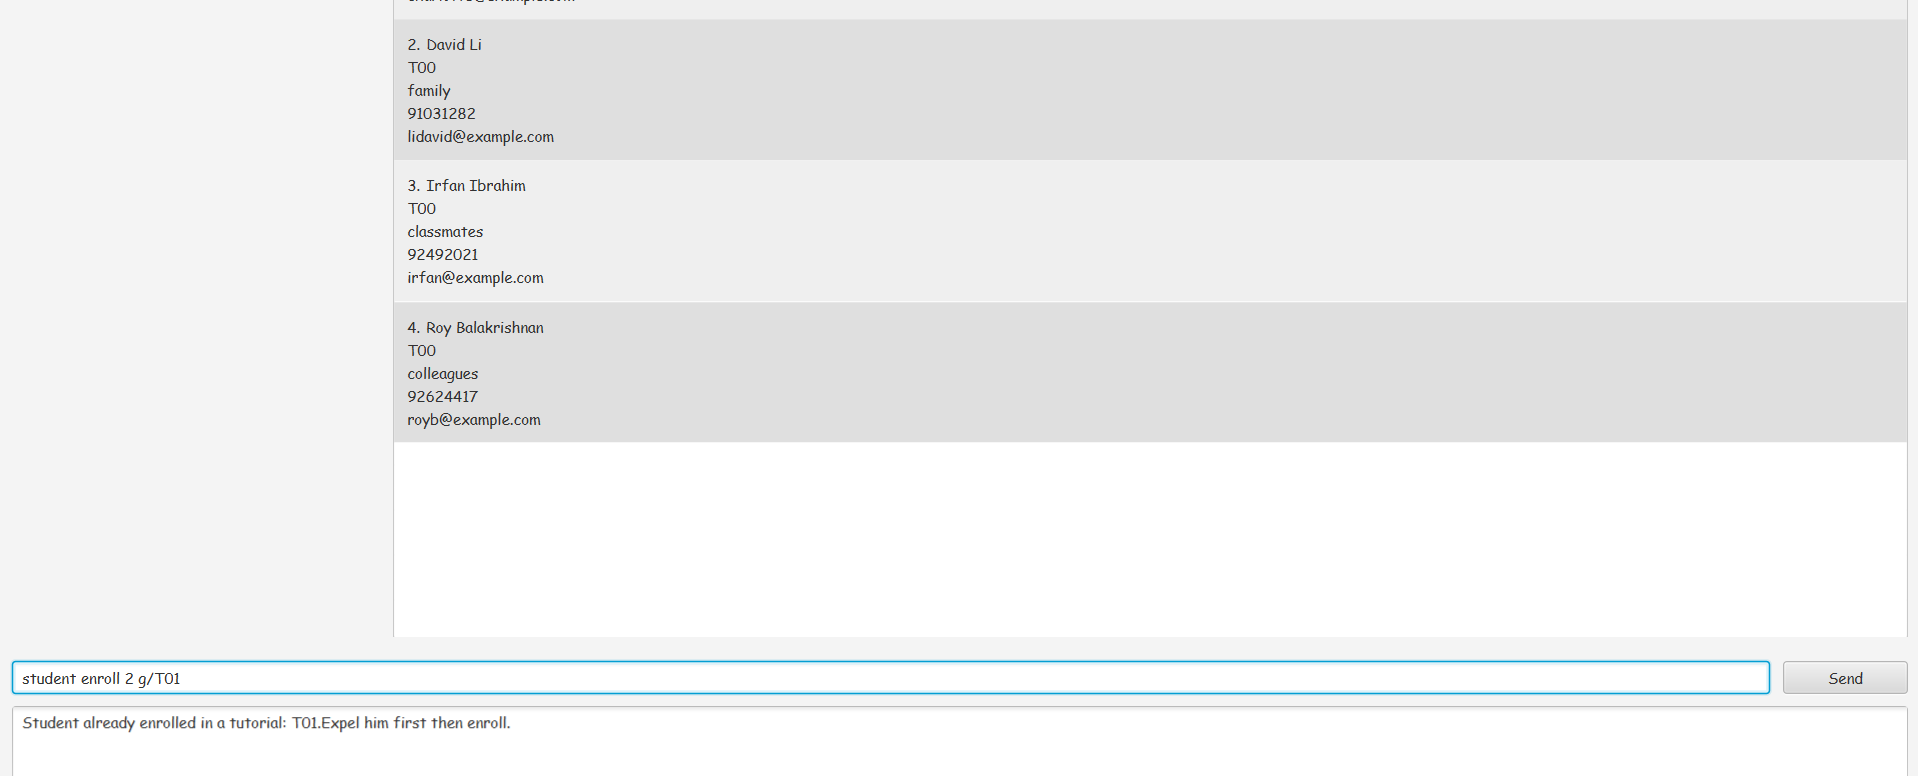 2. David Li
T00
family
91031282
lidavid@example.com
3. Irfan Ibrahim
T00
classmates
92492021
irfan@example.com
4. Roy Balakrishnan
T00
colleagues
92624417
royb@example.com
student enroll 2 g/T01
Send
Student already enrolled in a tutorial: T01.Expel him first then enroll.